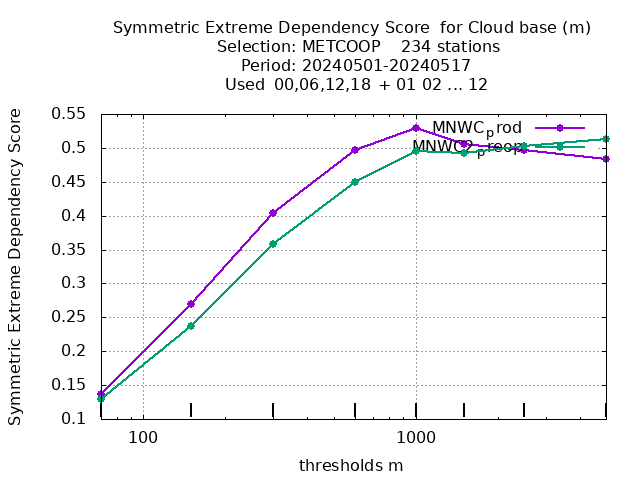 Symmetric Extreme Dependency Score for Cloud base (m)
Selection: METCOOP 234 stations
Period: 20240501-20240517
Used 00,06,12,18 + 01 02 ... 12
Symmetric Extreme Dependency Score
0.55
0.5
0.45
0.4
0.35
0.3
0.25
0.2
0.15
0.1
MNWC_prod
MNWC2_preop
100
1000
thresholds m